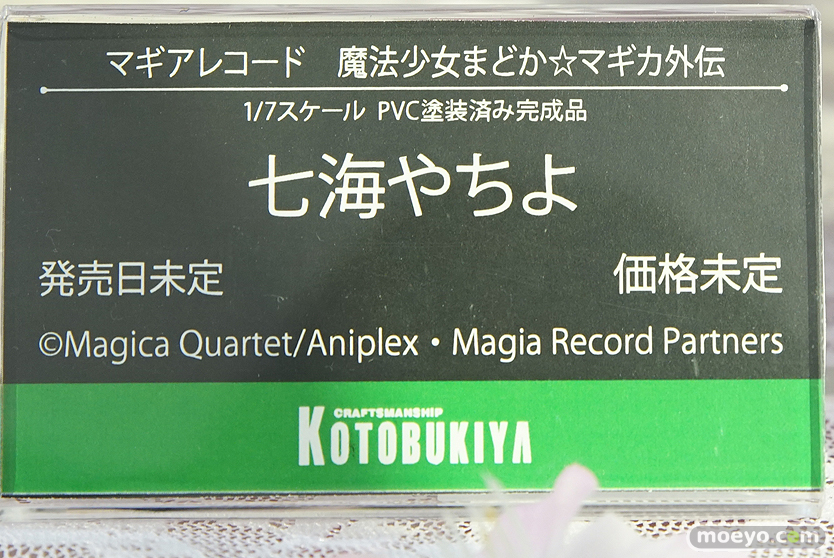 マギアレコード　魔法少女まどか☆マギカ外伝
1/7スケール PVC塗装済み完成品
七海やちよ
発売日未定 価格未定
©Magica Quartet/Aniplex・Magia Record Partners
CRAFTSMANSHIP
KOTOBUKIYA
moeyo.com